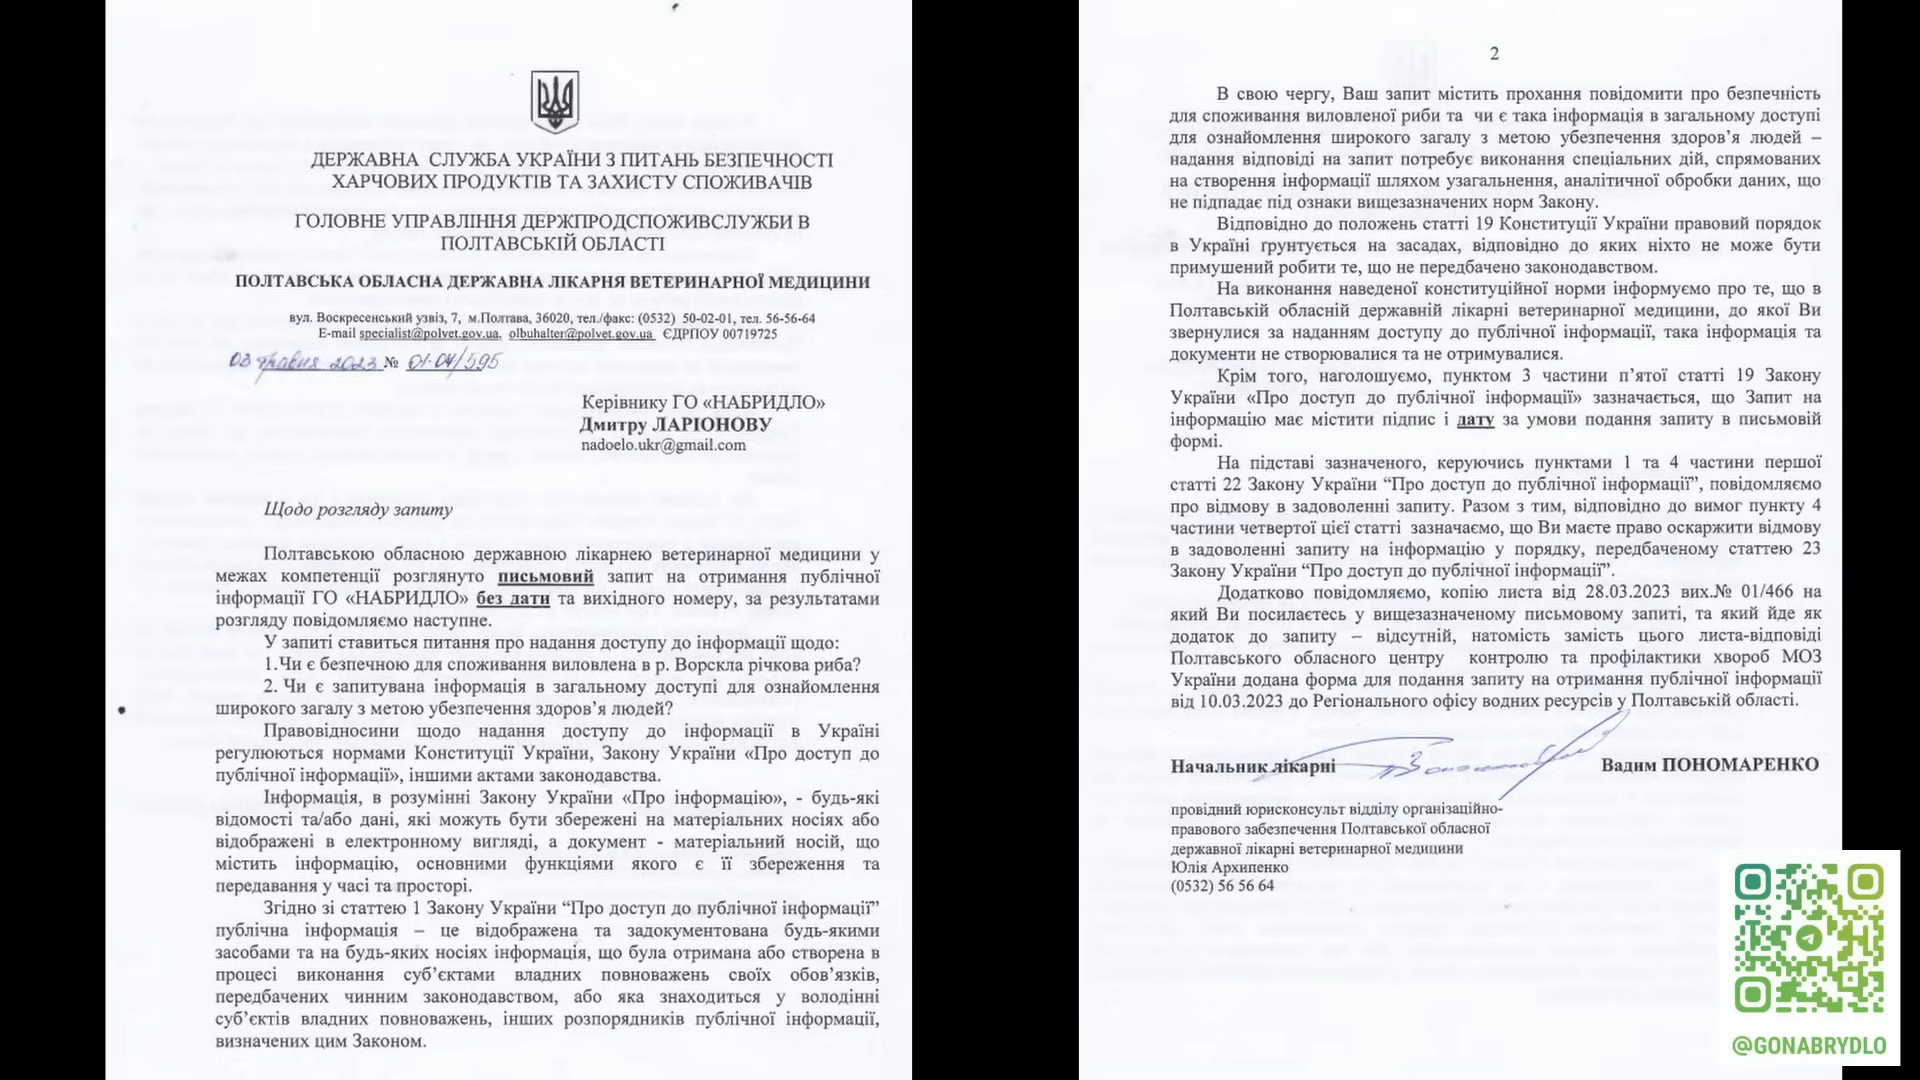 ДЕРЖАВНА СЛУЖБА УКРАЇНИ З ПИТАНЬ БЕЗПЕЧНОСТІ
ХАРЧОВИХ ПРОДУКТІВ ТА ЗАХИСТУ СПОЖИВАЧІВ
ГОЛОВНЕ УПРАВЛІННЯ ДЕРЖПРОДСПОЖИВСЛУЖБИ В
ПОЛТАВСЬКІЙ ОБЛАСТІ
ПОЛТАВСЬКА ОБЛАСНА ДЕРЖАВНА ЛІКАРНЯ ВЕТЕРИНАРНОЇ МЕДИЦИНИ
вул. Воскресенський узвіз, 7, м.Полтава, 36020, тел./факс: (0532) 50-02-01, тел. 56-56-64
E-mail specialist@polvet.gov.ua. olbuhalter@polvet.gov.ua ЄДРПОУ 00719725
03 травня 2023 № 01-04/595
Керівнику ГО «НАБРИДЛО»
Дмитру ЛАРІОНОВУ
nadoelo.ukr@gmail.com
Щодо розгляду запиту
Полтавською обласною державною лікарнею ветеринарної медицини у
межах компетенції розглянуто письмовий запит на отримання публічної
інформації ГО «НАБРИДЛО» без дати та вихідного номеру, за результатами
розгляду повідомляємо наступне.
У запиті ставиться питання про надання доступу до інформації щодо:
1.Чи є безпечною для споживання виловлена в р. Ворскла річкова риба?
2. Чи є запитувана інформація в загальному доступі для ознайомлення
широкого загалу з метою убезпечення здоров’я людей?
Правовідносини щодо надання доступу до інформації в Україні
регулюються нормами Конституції України, Закону України «Про доступ до
публічної інформації», іншими актами законодавства.
Інформація, в розумінні Закону України «Про інформацію», - будь-які
відомості та/або дані, які можуть бути збережені на матеріальних носіях або
відображені в електронному вигляді, а документ - матеріальний носій, що
містить інформацію, основними функціями якого є її збереження та
передавання у часі та просторі.
Згідно зі статтею 1 Закону України “Про доступ до публічної інформації”
публічна інформація – це відображена та задокументована будь-якими
засобами та на будь-яких носіях інформація, що була отримана або створена в
процесі виконання суб’єктами владних повноважень своїх обов’язків,
передбачених чинним законодавством, або яка знаходиться у володінні
суб’єктів владних повноважень, інших розпорядників публічної інформації,
визначених цим Законом.
2
В свою чергу, Ваш запит містить прохання повідомити про безпечність
для споживання виловленої риби та чи є така інформація в загальному доступі
для ознайомлення широкого загалу з метою убезпечення здоров’я людей –
надання відповіді на запит потребує виконання спеціальних дій, спрямованих
на створення інформації шляхом узагальнення, аналітичної обробки даних, що
не підпадає під ознаки вищезазначених норм Закону.
Відповідно до положень статті 19 Конституції України правовий порядок
в Україні ґрунтується на засадах, відповідно до яких ніхто не може бути
примушений робити те, що не передбачено законодавством.
На виконання наведеної конституційної норми інформуємо про те, що в
Полтавській обласній державній лікарні ветеринарної медицини, до якої Ви
звернулися за наданням доступу до публічної інформації, така інформація та
документи не створювалися та не отримувалися.
Крім того, наголошуємо, пунктом 3 частини п’ятої статті 19 Закону
України «Про доступ до публічної інформації» зазначається, що Запит на
інформацію має містити підпис і дату за умови подання запиту в письмовій
формі.
На підставі зазначеного, керуючись пунктами 1 та 4 частини першої
статті 22 Закону України “Про доступ до публічної інформації”, повідомляємо
про відмову в задоволенні запиту. Разом з тим, відповідно до вимог пункту 4
частини четвертої цієї статті зазначаємо, що Ви маєте право оскаржити відмову
в задоволенні запиту на інформацію у порядку, передбаченому статтею 23
Закону України “Про доступ до публічної інформації”.
Додатково повідомляємо, копію листа від 28.03.2023 вих.№ 01/466 на
який Ви посилаєтесь у вищезазначеному письмовому запиті, та який йде як
додаток до запиту – відсутній, натомість замість цього листа-відповіді
Полтавського обласного центру контролю та профілактики хвороб МОЗ
України додана форма для подання запиту на отримання публічної інформації
від 10.03.2023 до Регіонального офісу водних ресурсів у Полтавській області.
Начальник лікарні Вадим ПОНОМАРЕНКО
провідний юрисконсульт відділу організаційно-
правового забезпечення Полтавської обласної
державної лікарні ветеринарної медицини
Юлія Архипенко
(0532) 56 56 64
@GONABRYDLO